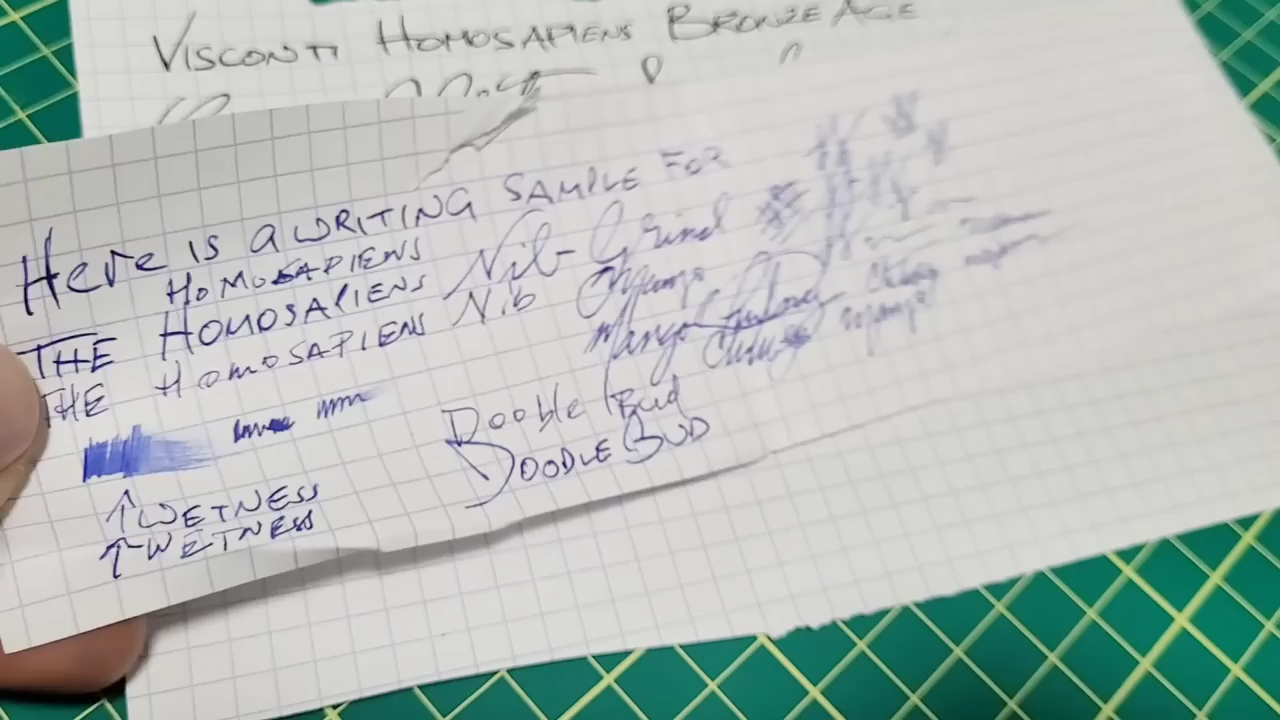 VISCONTI HOMOSAPIENS BRONZE AGE
HerE IS A WRITING SAMPLE FOR
HOMOSAPIENS Nib-Grind
THE HOMOSAPIENS Nib
THE HomoSAPIENS
Mango
DOODLE Bud
DOODLE BUD
↑WETNESS
↑WETNESS